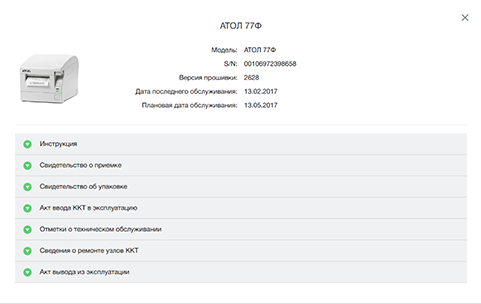 АТОЛ 77Ф
Модель: АТОЛ 77Ф
S/N: 00106972398658
Версия прошивки: 2628
Дата последнего обслуживания: 13.02.2017
Плановая дата обслуживания: 13.05.2017
Инструкция
Свидетельство о приемке
Свидетельство об упаковке
Акт ввода ККТ в эксплуатацию
Отметки о техническом обслуживании
Сведения о ремонте узлов ККТ
Акт вывода из эксплуатации